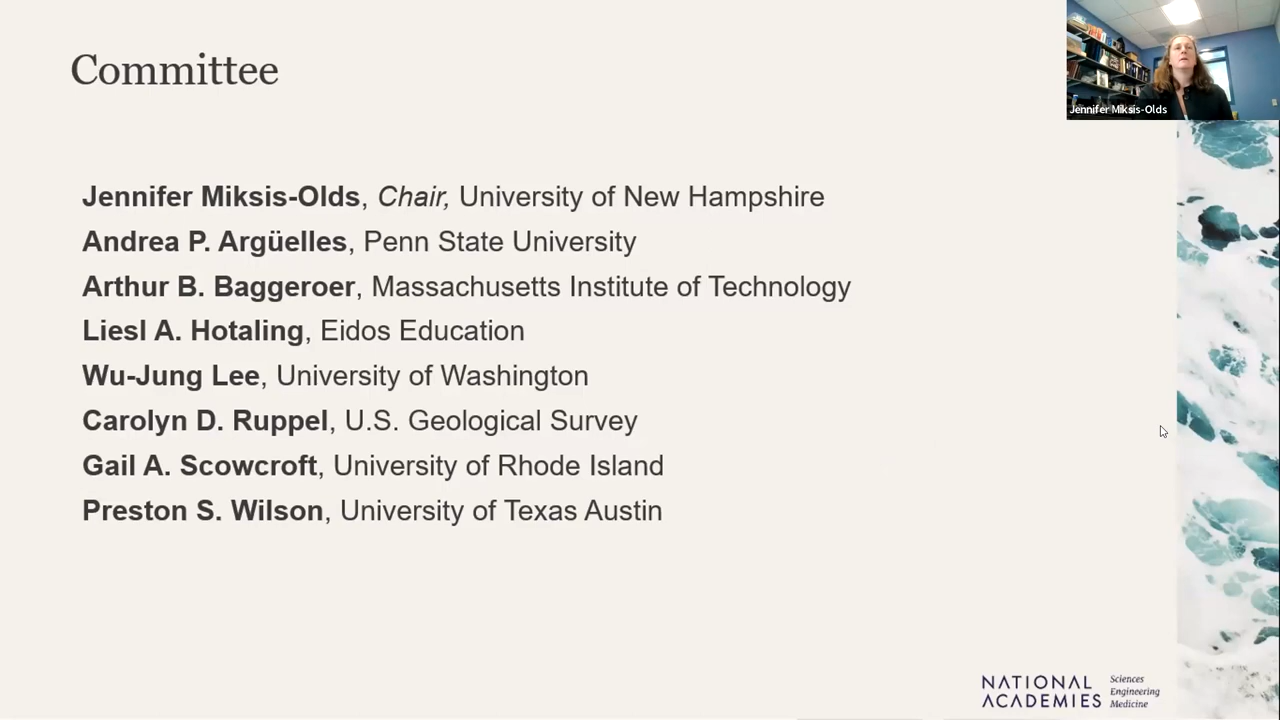 Committee
Jennifer Miksis-Olds
Jennifer Miksis-Olds, Chair, University of New Hampshire
Andrea P. Argüelles, Penn State University
Arthur B. Baggeroer, Massachusetts Institute of Technology
Liesl A. Hotaling, Eidos Education
Wu-Jung Lee, University of Washington
Carolyn D. Ruppel, U.S. Geological Survey
Gail A. Scowcroft, University of Rhode Island
Preston S. Wilson, University of Texas Austin
NATIONAL
ACADEMIES
Sciences
Engineering
Medicine